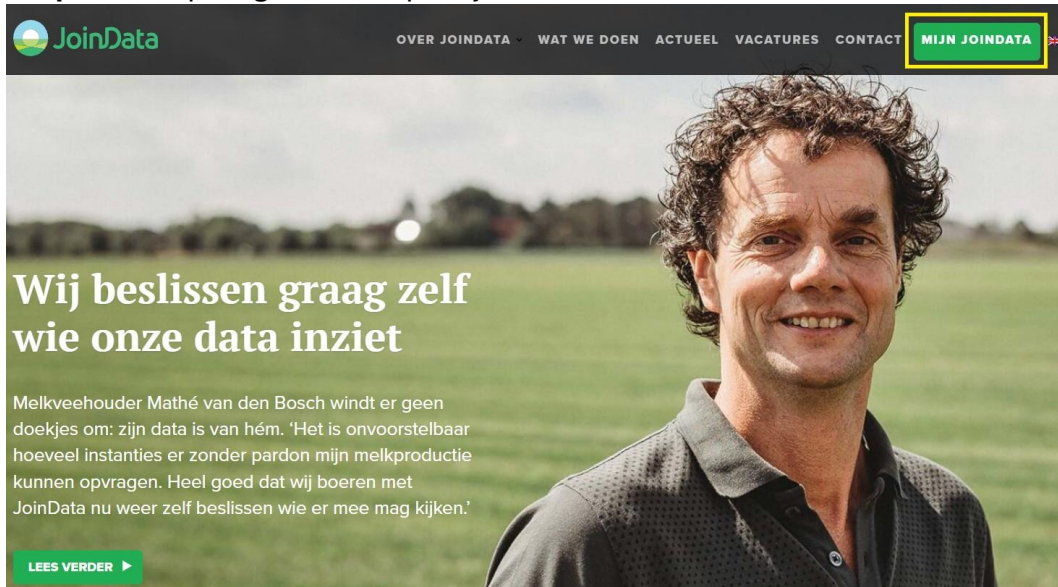 JoinData
OVER JOINDATA
WAT WE DOEN
ACTUEEL
VACATURES
CONTACT
MIJN JOINDATA
Wij beslissen graag zelf
wie onze data inziet
Melkveehouder Mathé van den Bosch windt er geen
doekjes om: zijn data is van hém. ‘Het is onvoorstelbaar
hoeveel instanties er zonder pardon mijn melkproductie
kunnen opvragen. Heel goed dat wij boeren met
JoinData nu weer zelf beslissen wie er mee mag kijken.’
LEES VERDER